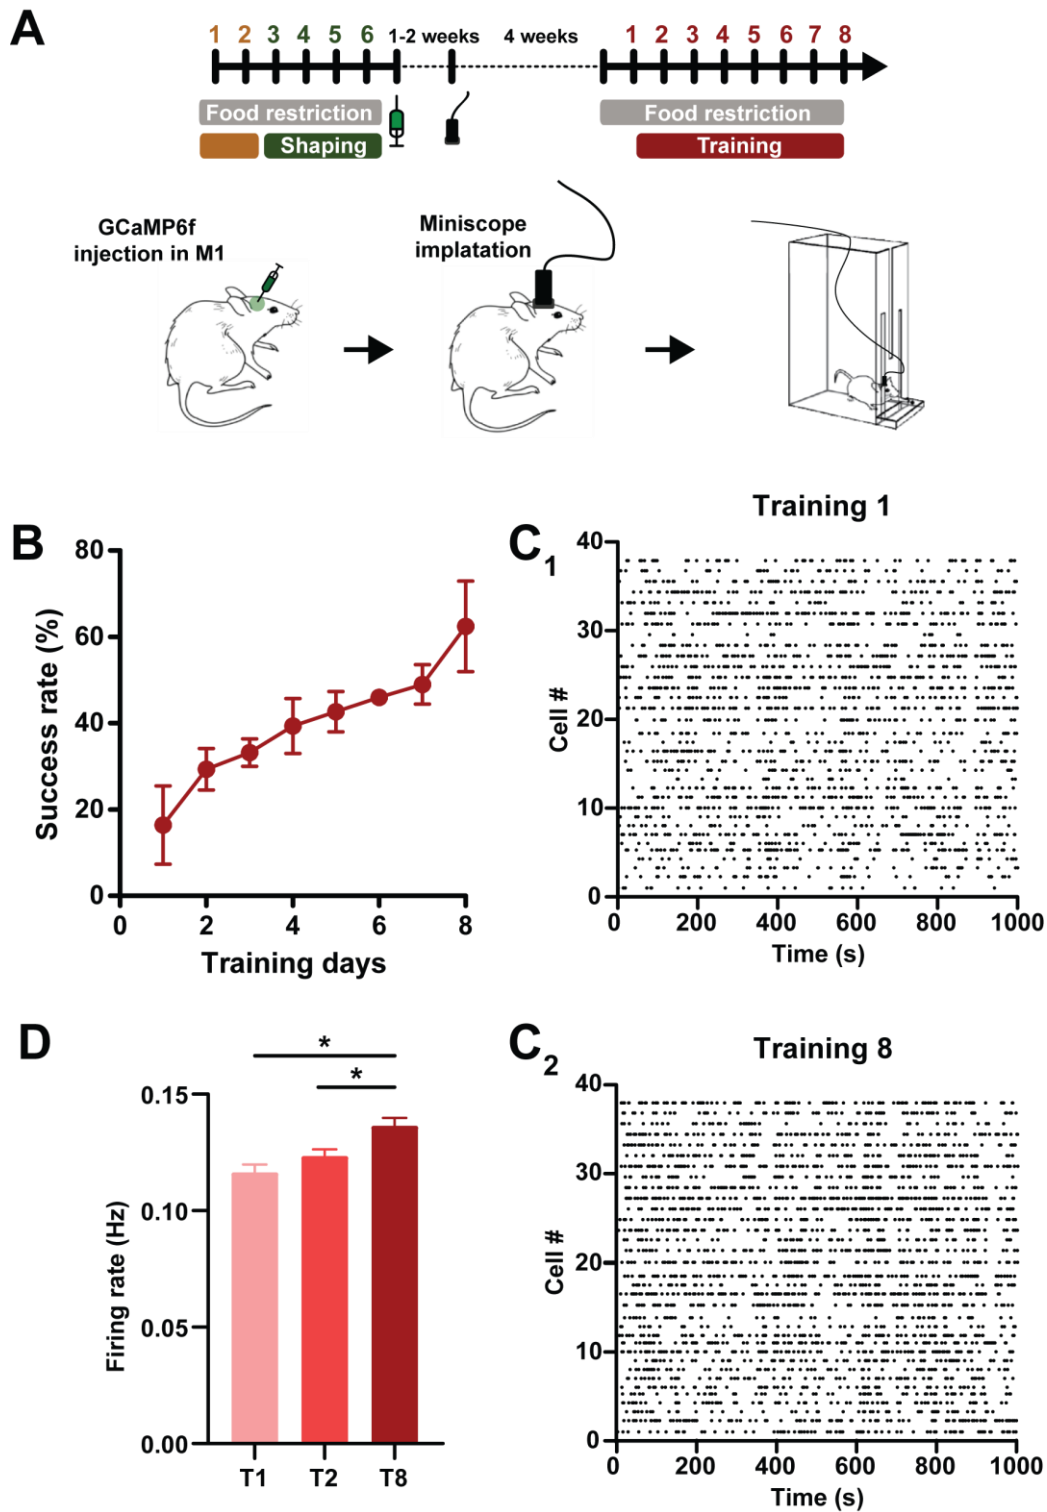 A
1 2 3 4 5 6 1-2 weeks 4 weeks 1 2 3 4 5 6 7 8
Food restriction
Food restriction
Shaping
Training
GCaMP6f
injection in M1
Miniscope
implatation
B
80
60
40
20
0
0 2 4 6 8
Success rate (%)
Training days
C1
Training 1
40
30
20
10
0
0 200 400 600 800 1000
Cell #
Time (s)
D
*
*
0.15
0.10
0.05
0.00
Firing rate (Hz)
T1 T2 T8
C2
Training 8
40
30
20
10
0
0 200 400 600 800 1000
Cell #
Time (s)